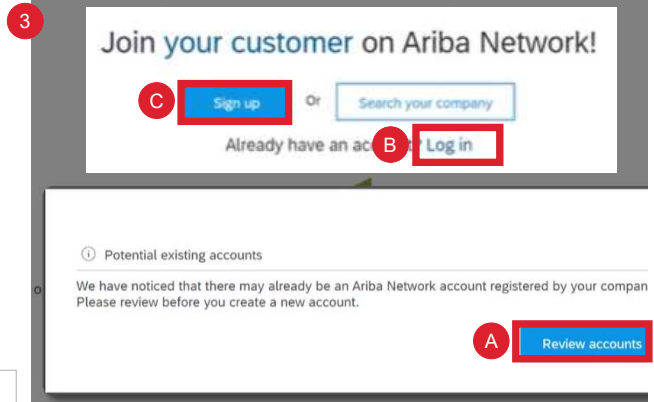 3
Join your customer on Ariba Network!
C Sign up Or Search your company
Already have an acc B ? Log in
Potential existing accounts
We have noticed that there may already be an Ariba Network account registered by your compan
Please review before you create a new account.
A Review accounts